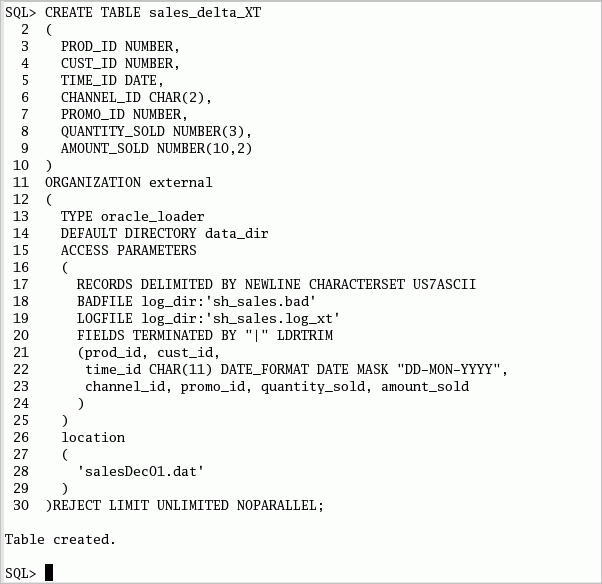 SQL> CREATE TABLE sales_delta_XT
  2  (
  3    PROD_ID NUMBER,
  4    CUST_ID NUMBER,
  5    TIME_ID DATE,
  6    CHANNEL_ID CHAR(2),
  7    PROMO_ID NUMBER,
  8    QUANTITY_SOLD NUMBER(3),
  9    AMOUNT_SOLD NUMBER(10,2)
 10  )
 11  ORGANIZATION external
 12  (
 13    TYPE oracle_loader
 14    DEFAULT DIRECTORY data_dir
 15    ACCESS PARAMETERS
 16    (
 17      RECORDS DELIMITED BY NEWLINE CHARACTERSET US7ASCII
 18      BADFILE log_dir:'sh_sales.bad'
 19      LOGFILE log_dir:'sh_sales.log_xt'
 20      FIELDS TERMINATED BY "|" LDRTRIM
 21      (prod_id, cust_id,
 22       time_id CHAR(11) DATE_FORMAT DATE MASK "DD-MON-YYYY",
 23       channel_id, promo_id, quantity_sold, amount_sold
 24      )
 25    )
 26    location
 27    (
 28      'salesDec01.dat'
 29    )
 30  )REJECT LIMIT UNLIMITED NOPARALLEL;
Table created.
SQL>